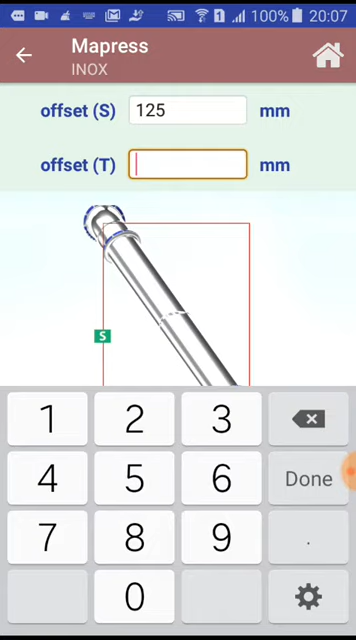 1 100% 20:07
Mapress
INOX
offset (S) 125 mm
offset (T) mm
S
1 2 3
4 5 6 Done
7 8 9 .
0